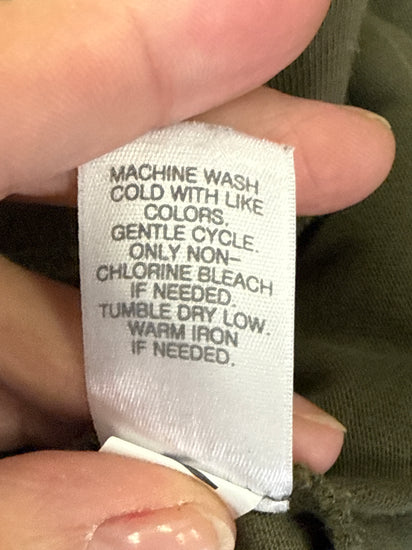 MACHINE WASH
COLD WITH LIKE
COLORS.
GENTLE CYCLE.
ONLY NON-
CHLORINE BLEACH
IF NEEDED.
TUMBLE DRY LOW.
WARM IRON
IF NEEDED.